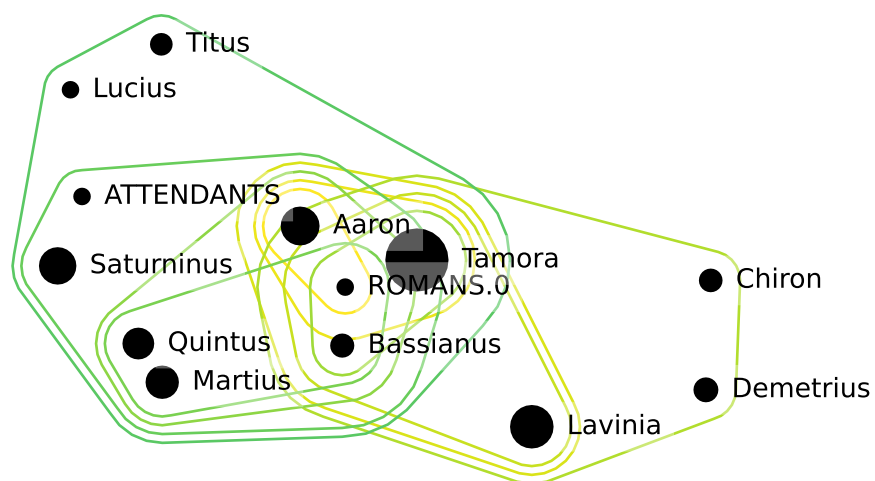 Titus
Lucius
ATTENDANTS
Aaron
Saturninus
Tamora
Chiron
ROMANS.0
Quintus
Bassianus
Martius
Demetrius
Lavinia